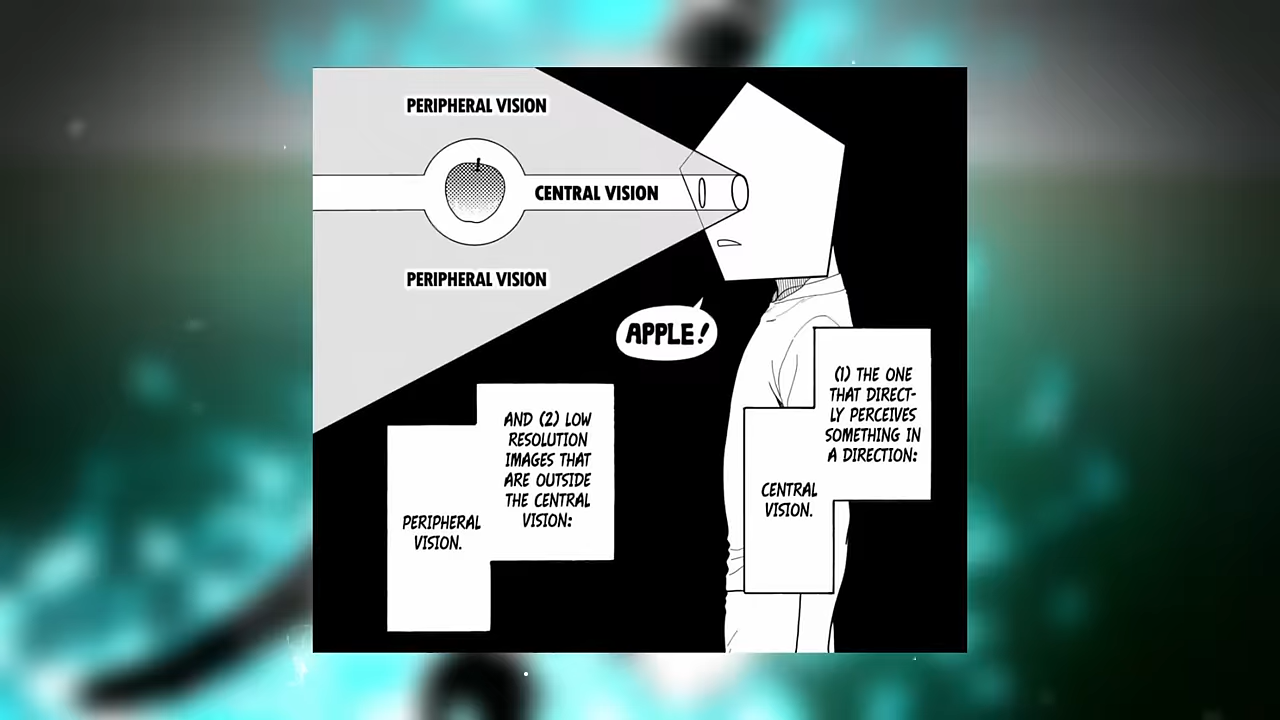 PERIPHERAL VISION
CENTRAL VISION
PERIPHERAL VISION
APPLE!
(1) THE ONE
THAT DIRECT-
LY PERCEIVES
SOMETHING IN
A DIRECTION:
CENTRAL
VISION.
AND (2) LOW
RESOLUTION
IMAGES THAT
ARE OUTSIDE
THE CENTRAL
VISION:
PERIPHERAL
VISION.